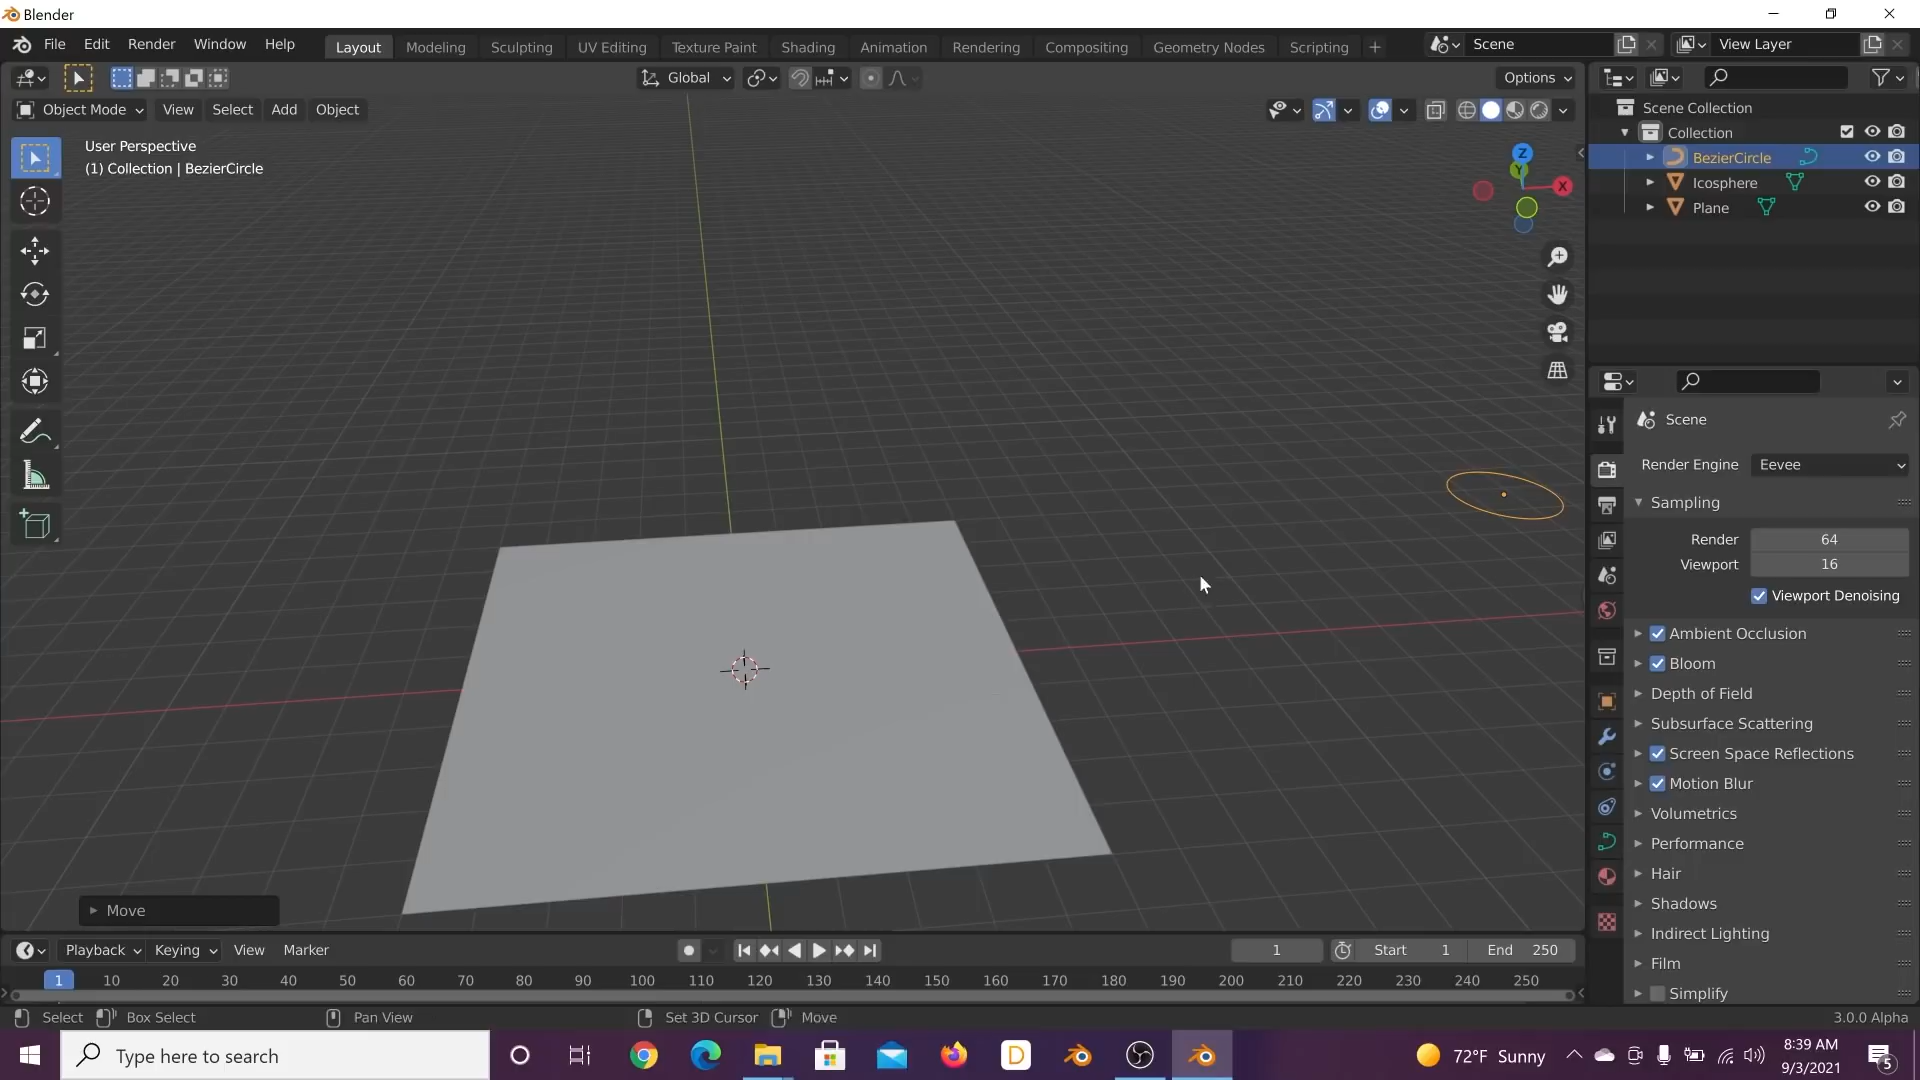 Blender
File Edit Render Window Help Layout Modeling Sculpting UV Editing Texture Paint Shading Animation Rendering Compositing Geometry Nodes Scripting + Scene View Layer
Global Options
Object Mode View Select Add Object
User Perspective
(1) Collection | BezierCircle
Z
Y
X
Scene Collection
Collection
BezierCircle
Icosphere
Plane
Scene
Render Engine Eevee
Sampling
Render 64
Viewport 16
Viewport Denoising
Ambient Occlusion
Bloom
Depth of Field
Subsurface Scattering
Screen Space Reflections
Motion Blur
Volumetrics
Performance
Hair
Shadows
Indirect Lighting
Film
Simplify
Move
Playback Keying View Marker 1 Start 1 End 250
1 10 20 30 40 50 60 70 80 90 100 110 120 130 140 150 160 170 180 190 200 210 220 230 240 250
Select Box Select Pan View Set 3D Cursor Move 3.0.0 Alpha
Type here to search D 72°F Sunny 8:39 AM
9/3/2021
5